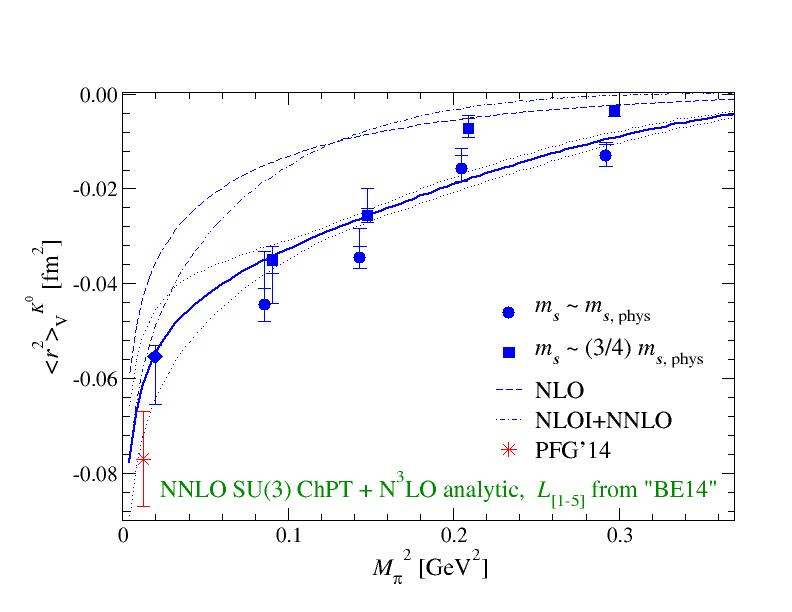 0.00
-0.02
-0.04
-0.06
-0.08
<r²>ᵥ ᴷ⁰ [fm²]
mₛ ~ mₛ, phys
mₛ ~ (3/4) mₛ, phys
NLO
NLOI+NNLO
PFG'14
NNLO SU(3) ChPT + N³LO analytic, L[1-5] from "BE14"
0 0.1 0.2 0.3
Mπ² [GeV²]